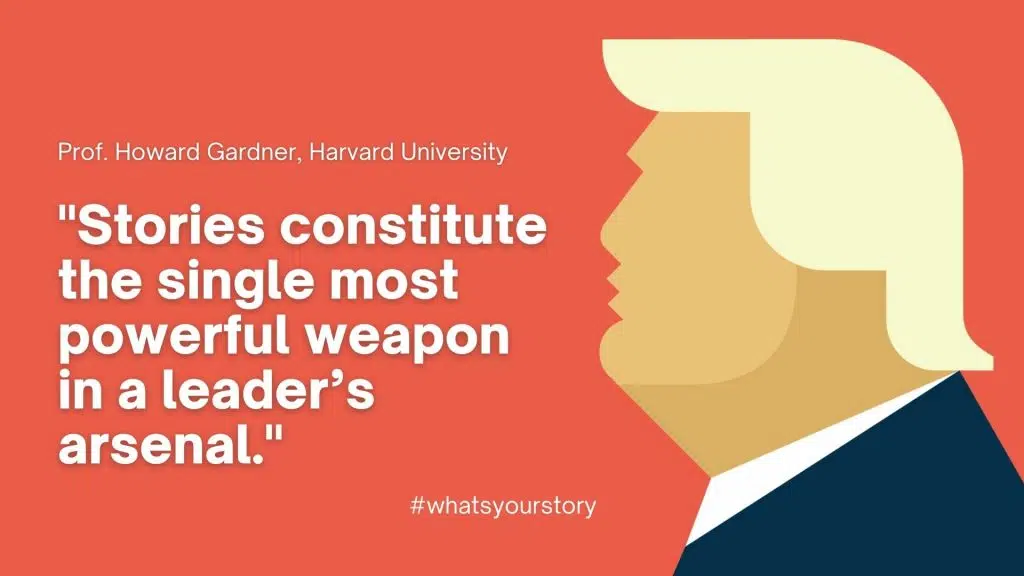 Prof. Howard Gardner, Harvard University
"Stories constitute
the single most
powerful weapon
in a leader’s
arsenal."
#whatsyourstory